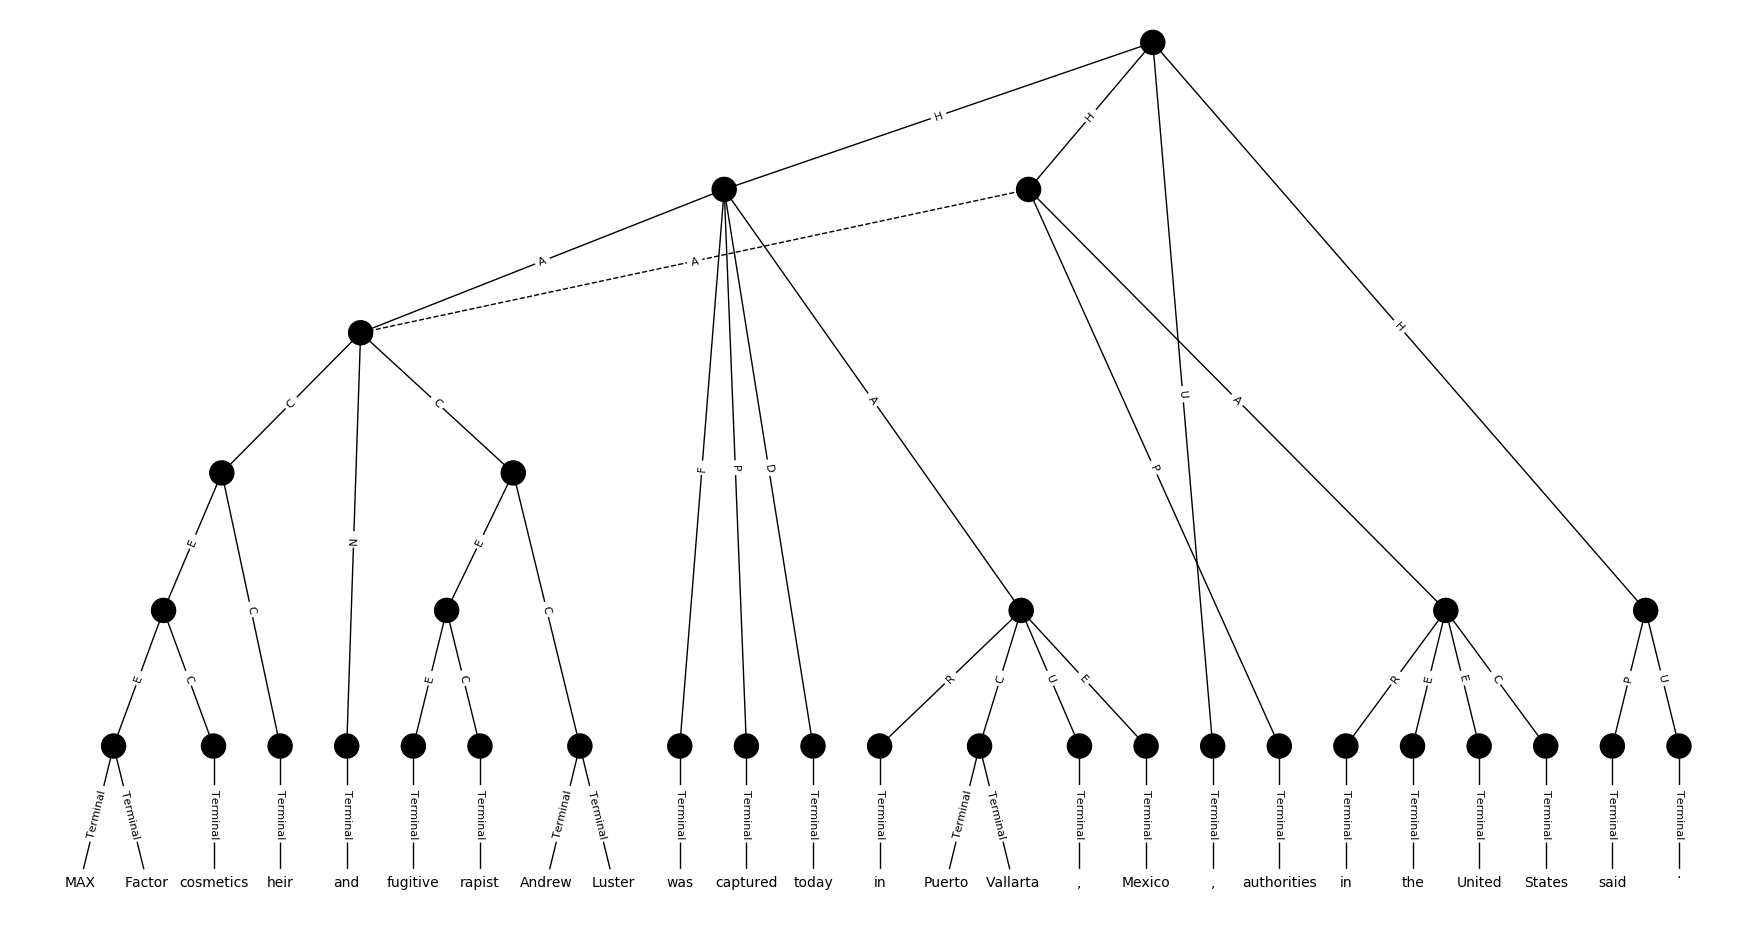 H
H
A
A
U
H
C
C
A
A
F
P
D
P
E
N
E
C
C
E
C
E
C
R
C
U
E
R
E
E
C
P
U
Terminal Terminal Terminal Terminal Terminal Terminal Terminal Terminal Terminal Terminal Terminal Terminal Terminal Terminal Terminal Terminal Terminal Terminal Terminal Terminal Terminal Terminal Terminal Terminal Terminal
MAX Factor cosmetics heir and fugitive rapist Andrew Luster was captured today in Puerto Vallarta , Mexico , authorities in the United States said .